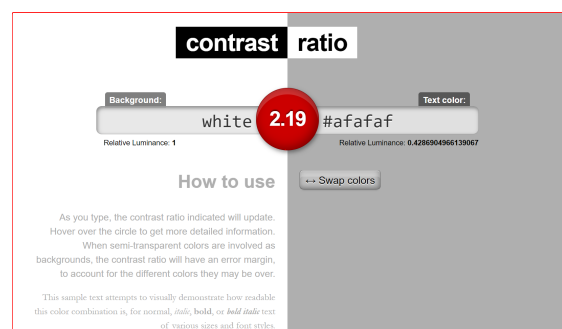 contrast ratio
Background: Text color:
white 2.19 #afafaf
Relative Luminance: 1 Relative Luminance: 0.4286904966139067
How to use
↔ Swap colors
As you type, the contrast ratio indicated will update.
Hover over the circle to get more detailed information.
When semi-transparent colors are involved as
backgrounds, the contrast ratio will have an error margin,
to account for the different colors they may be over.
This sample text attempts to visually demonstrate how readable
this color combination is, for normal, italic, bold, or bold italic text
of various sizes and font styles.